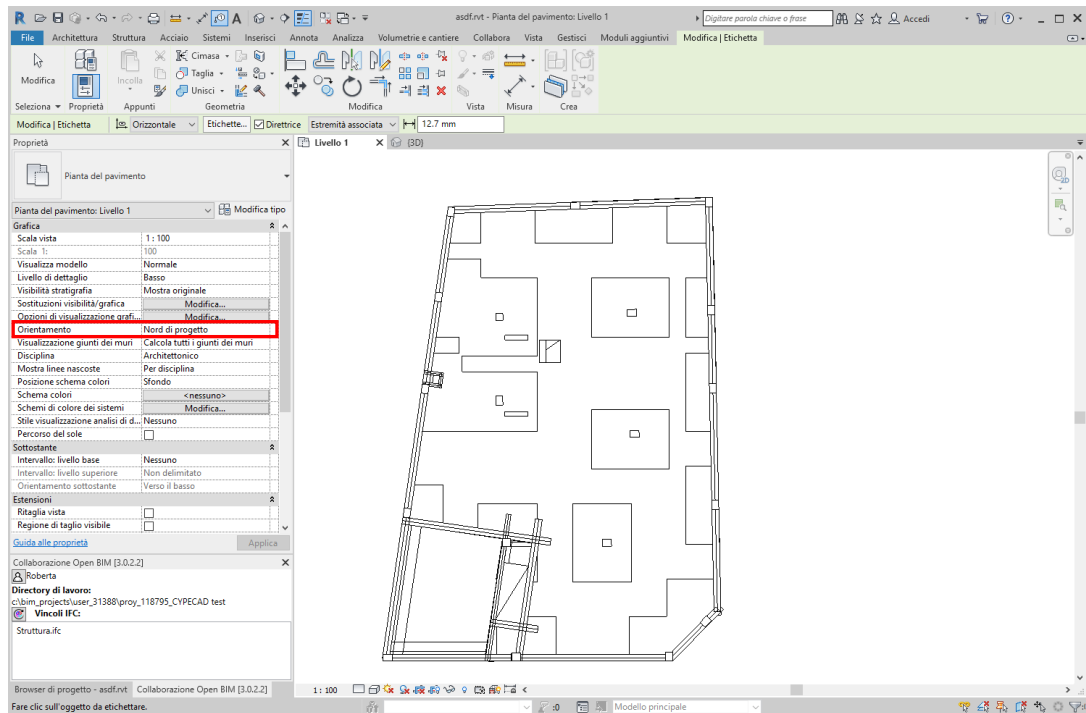 asdf.rvt - Pianta del pavimento: Livello 1
Digitare parola chiave o frase
Accedi
File Architettura Struttura Acciaio Sistemi Inserisci Annota Analizza Volumetrie e cantiere Collabora Vista Gestisci Moduli aggiuntivi Modifica | Etichetta
Modifica
Incolla
Cimasa
Taglia
Unisci
Seleziona Proprietà Appunti Geometria Modifica Vista Misura Crea
Modifica | Etichetta Orizzontale Etichette... Direttrice Estremità associata 12.7 mm
Proprietà
Livello 1 {3D}
Pianta del pavimento
Pianta del pavimento: Livello 1 Modifica tipo
Grafica
Scala vista 1 : 100
Scala 1: 100
Visualizza modello Normale
Livello di dettaglio Basso
Visibilità stratigrafia Mostra originale
Sostituzioni visibilità/grafica Modifica...
Opzioni di visualizzazione grafi... Modifica...
Orientamento Nord di progetto
Visualizzazione giunti dei muri Calcola tutti i giunti dei muri
Disciplina Architettonico
Mostra linee nascoste Per disciplina
Posizione schema colori Sfondo
Schema colori <nessuno>
Schemi di colore dei sistemi Modifica...
Stile visualizzazione analisi di d... Nessuno
Percorso del sole
Sottostante
Intervallo: livello base Nessuno
Intervallo: livello superiore Non delimitato
Orientamento sottostante Verso il basso
Estensioni
Ritaglia vista
Regione di taglio visibile
Guida alle proprietà Applica
Collaborazione Open BIM [3.0.2.2]
Roberta
Directory di lavoro:
c:\bim_projects\user_31388\proy_118795_CYPECAD test
Vincoli IFC:
Struttura.ifc
Browser di progetto - asdf.rvt Collaborazione Open BIM [3.0.2.2]
1 : 100
Fare clic sull'oggetto da etichettare.
:0
Modello principale